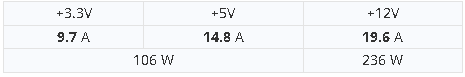 +3.3V +5V +12V
9.7 A 14.8 A 19.6 A
106 W 236 W